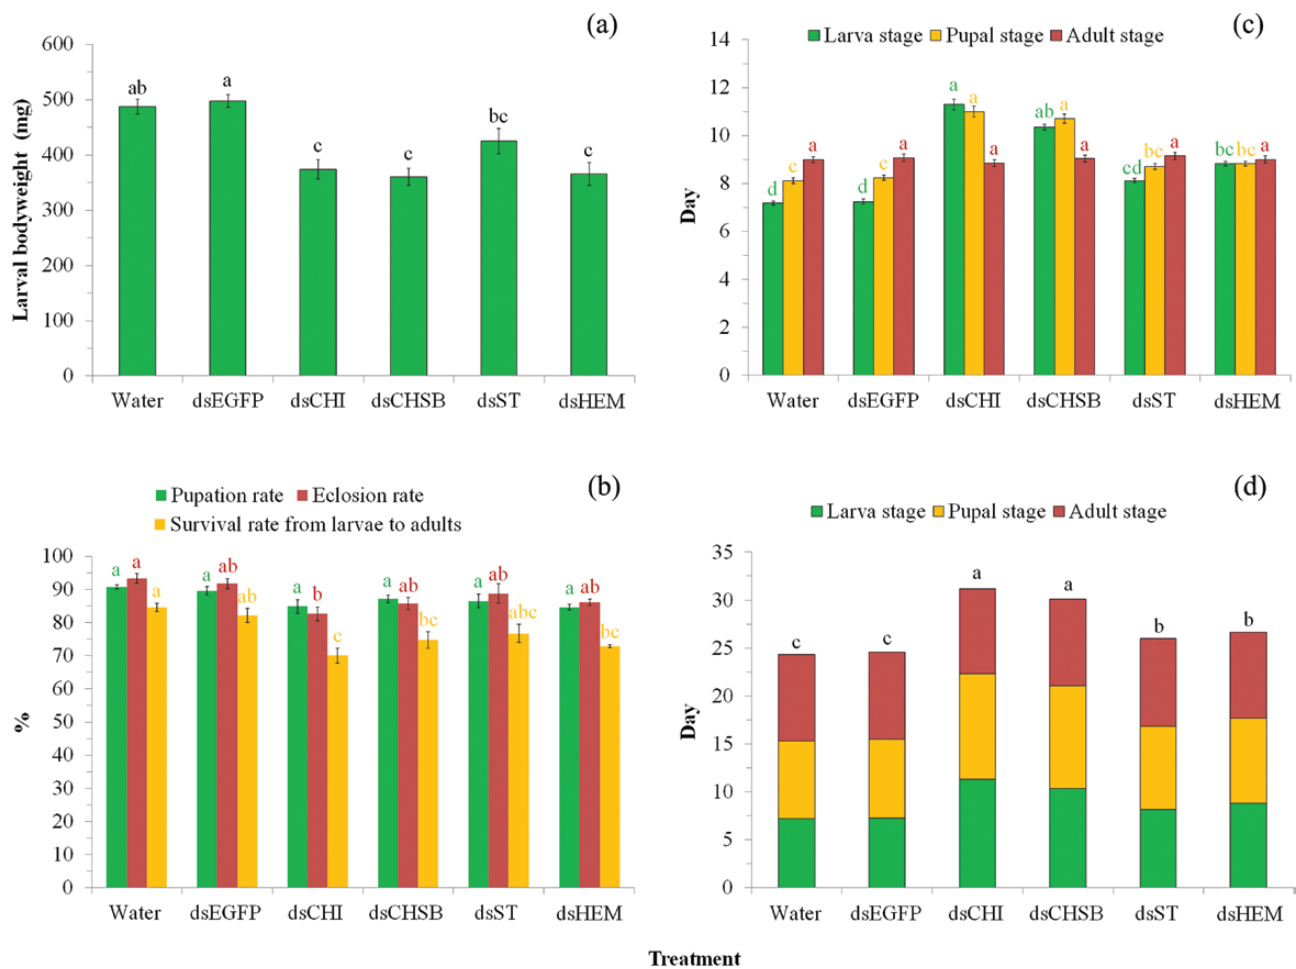 (a)
600
500
400
300
200
100
0
Larval bodyweight (mg)
ab
a
c
c
bc
c
Water dsEGFP dsCHI dsCHSB dsST dsHEM
(c)
Larva stage Pupal stage Adult stage
14
12
10
8
6
4
2
0
Day
d c a
d c a
a a a
ab a a
cd bc a
bc bc a
Water dsEGFP dsCHI dsCHSB dsST dsHEM
(b)
Pupation rate Eclosion rate
Survival rate from larvae to adults
100
90
80
70
60
50
40
30
20
10
0
%
a a a
a ab ab
a b c
a ab bc
a ab abc
a ab bc
Water dsEGFP dsCHI dsCHSB dsST dsHEM
(d)
Larva stage Pupal stage Adult stage
35
30
25
20
15
10
5
0
Day
c
c
a
a
b
b
Water dsEGFP dsCHI dsCHSB dsST dsHEM
Treatment